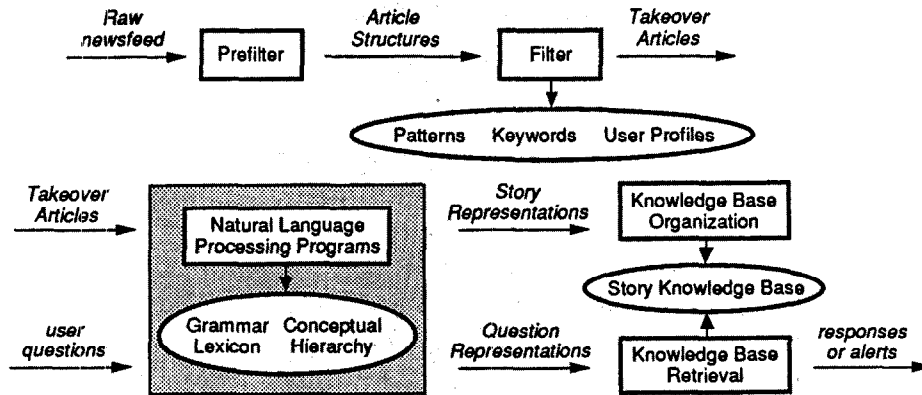 Raw
newsfeed
Prefilter
Article
Structures
Filter
Takeover
Articles
Patterns Keywords User Profiles
Takeover
Articles
Natural Language
Processing Programs
Story
Representations
Knowledge Base
Organization
Story Knowledge Base
user
questions
Grammar Conceptual
Lexicon Hierarchy
Question
Representations
Knowledge Base
Retrieval
responses
or alerts